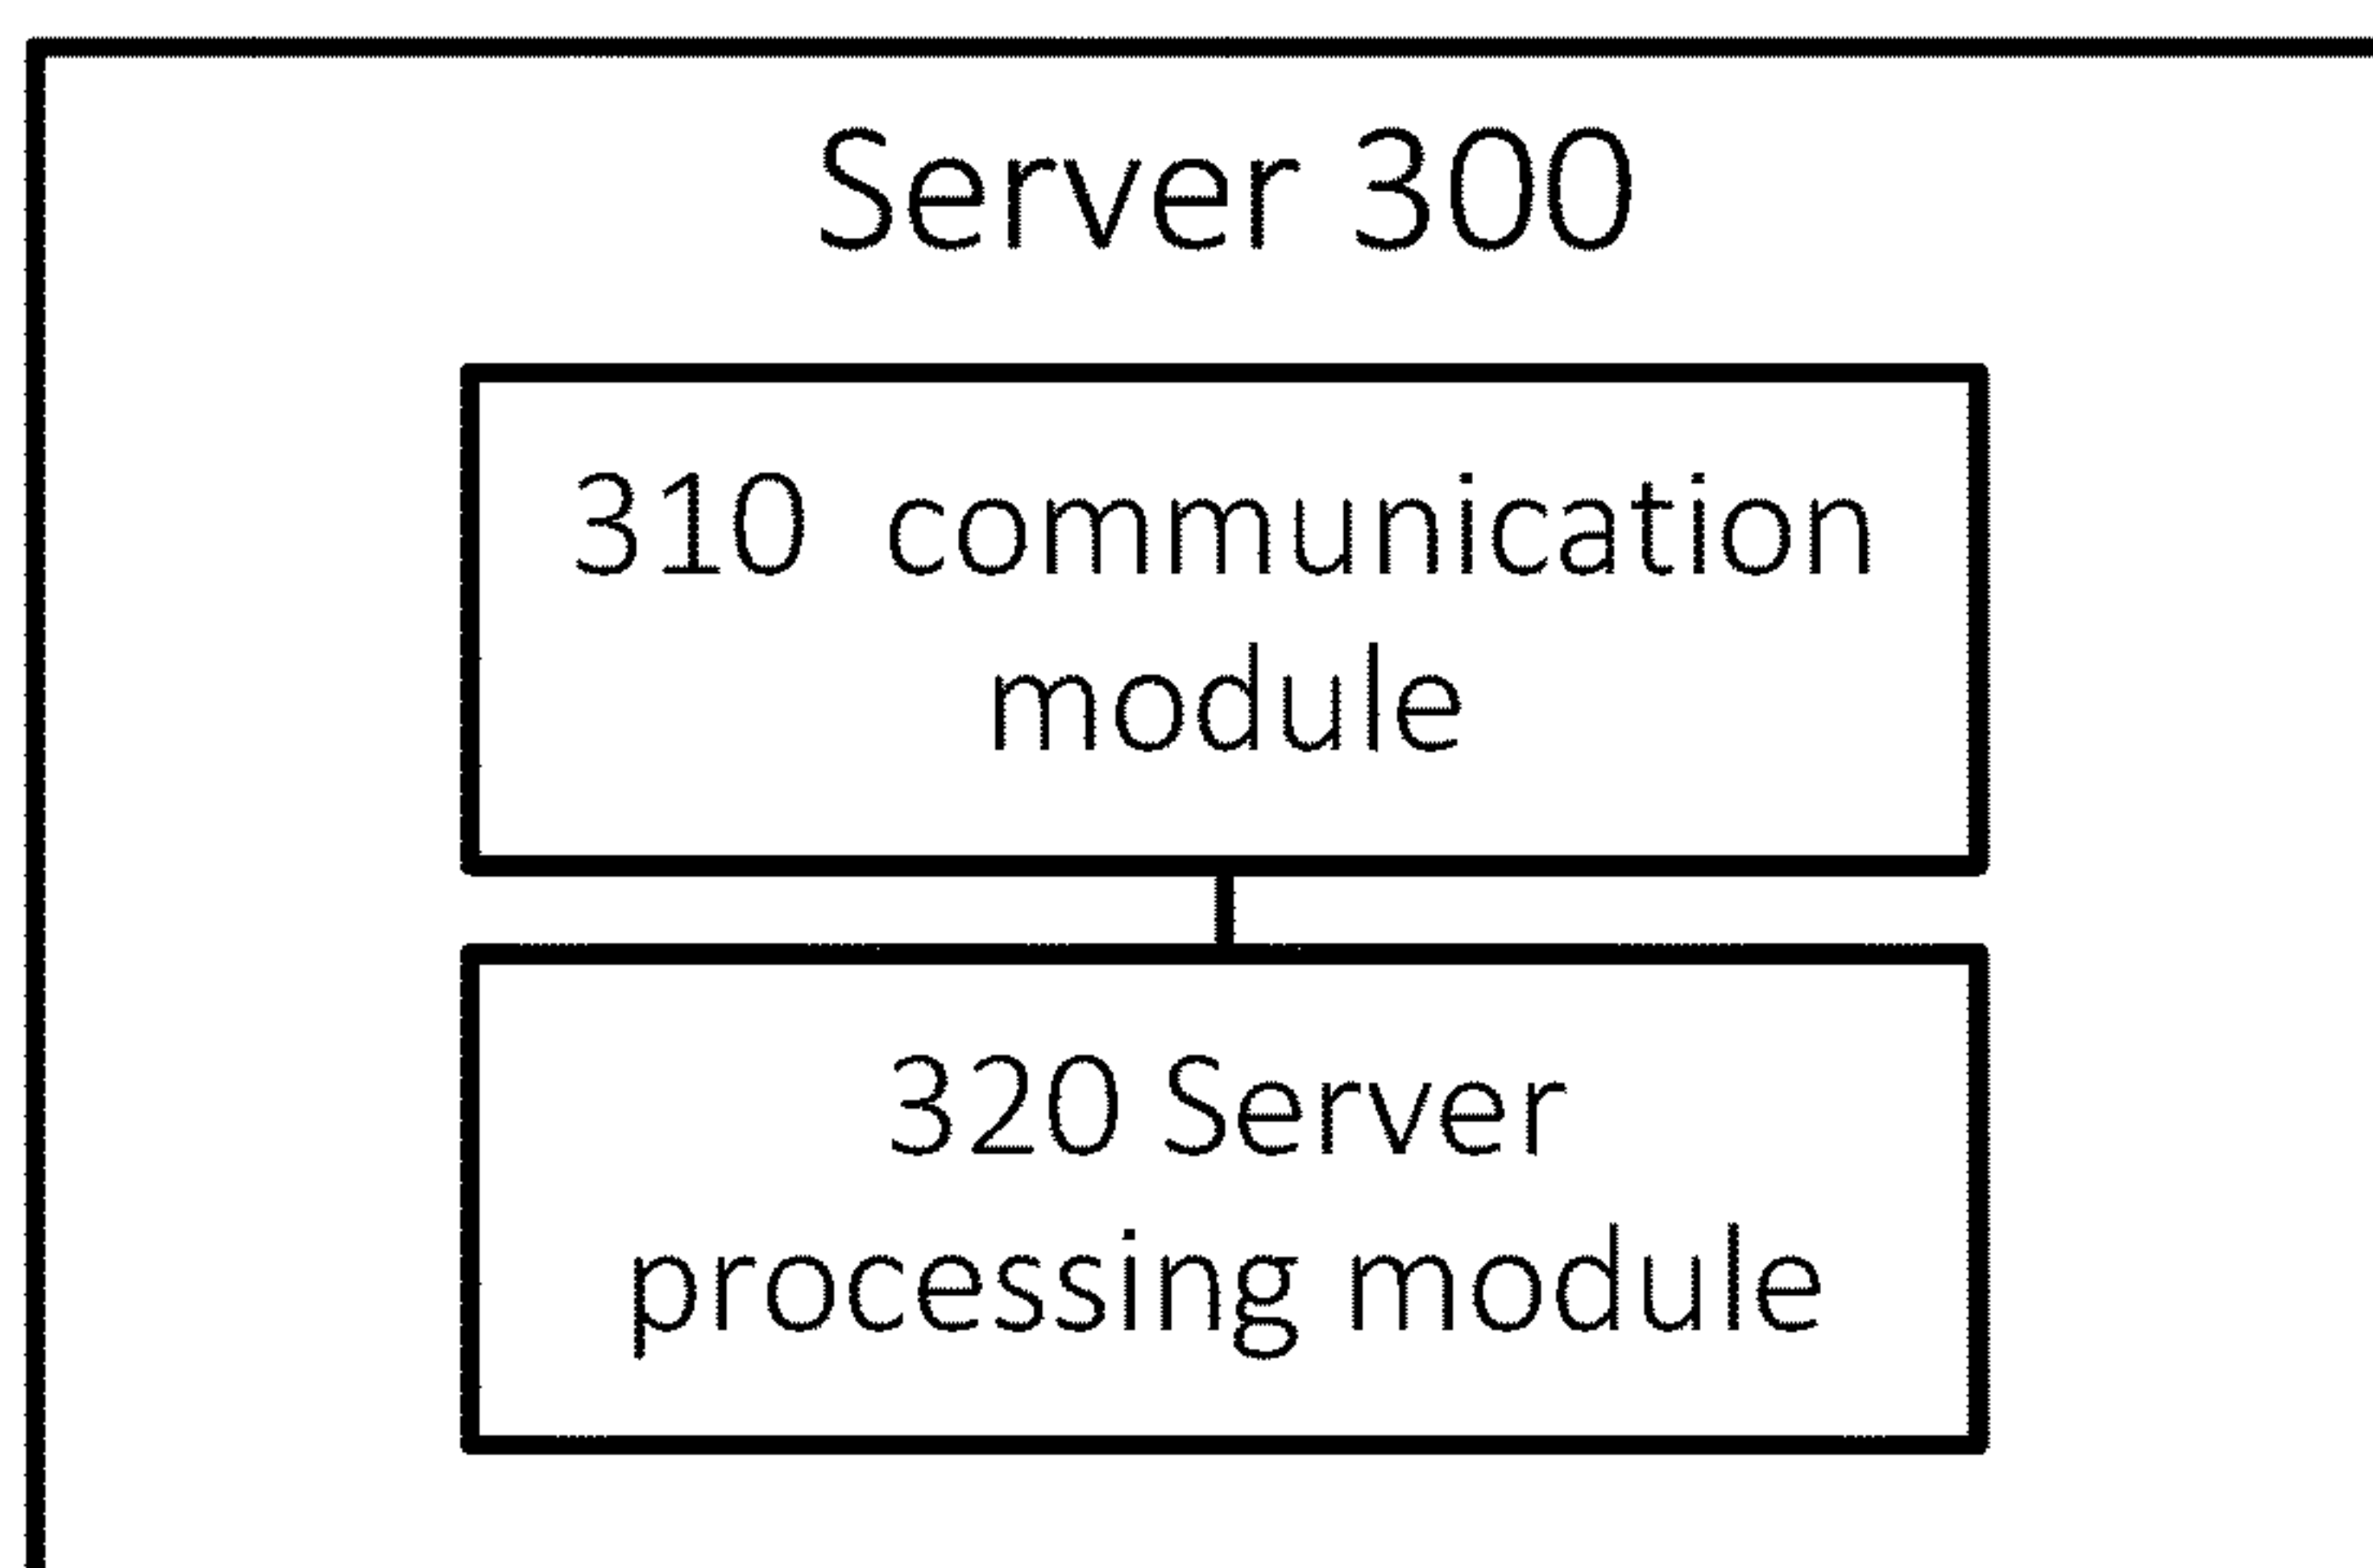 Server 300
310 communication
module
320 Server
processing module